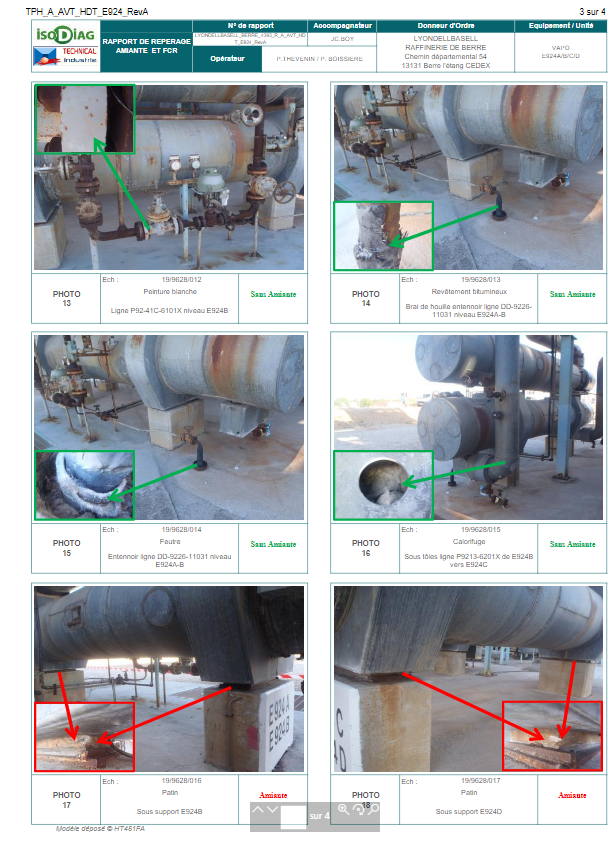 TPH_A_AVT_HDT_E924_RevA
3 sur 4
isoDIAG
TECHNICAL
Industrie
RAPPORT DE REPERAGE
AMIANTE ET FCR
N° de rapport
Accompagnateur
Donneur d'Ordre
Equipement / Unité
JC.BOY
LYONDELLBASELL
RAFFINERIE DE BERRE
Chemin départemental 54
13131 Berre l'étang CEDEX
VAPO
E924A/B/C/D
Opérateur
P.THEVENIN / P. BOISSIERE
PHOTO
13
Ech :
19/9628/012
Peinture blanche
Ligne P92-41C-6101X niveau E924B
Sans Amiante
PHOTO
14
Ech :
19/9628/013
Revêtement bitumineux
Brai de houille entennoir ligne DD-9226-
11031 niveau E924A-B
Sans Amiante
PHOTO
15
Ech :
19/9628/014
Feutre
Entennoir ligne DD-9226-11031 niveau
E924A-B
Sans Amiante
PHOTO
16
Ech :
19/9628/015
Calorifuge
Sous tôles ligne P9213-6201X de E924B
vers E924C
Sans Amiante
E924 A
E924 B
C
4D
PHOTO
17
Ech :
19/9628/016
Patin
Sous support E924B
Amiante
PHOTO
18
Ech :
19/9628/017
Patin
Sous support E924D
Amiante
sur 4
Modèle déposé © HT451FA